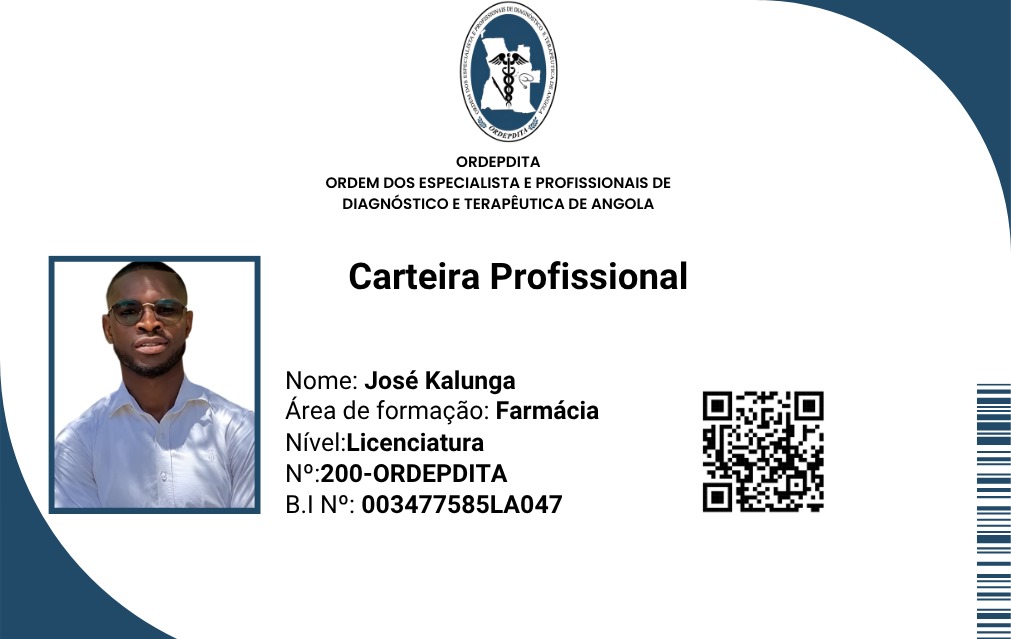 ORDEM DOS ESPECIALISTA E PROFISSIONAIS DE DIAGNÓSTICO E TERAPÊUTICA DE ANGOLA
ORDEPDITA
ORDEPDITA
ORDEM DOS ESPECIALISTA E PROFISSIONAIS DE
DIAGNÓSTICO E TERAPÊUTICA DE ANGOLA
Carteira Profissional
Nome: José Kalunga
Área de formação: Farmácia
Nível:Licenciatura
Nº:200-ORDEPDITA
B.I Nº: 003477585LA047